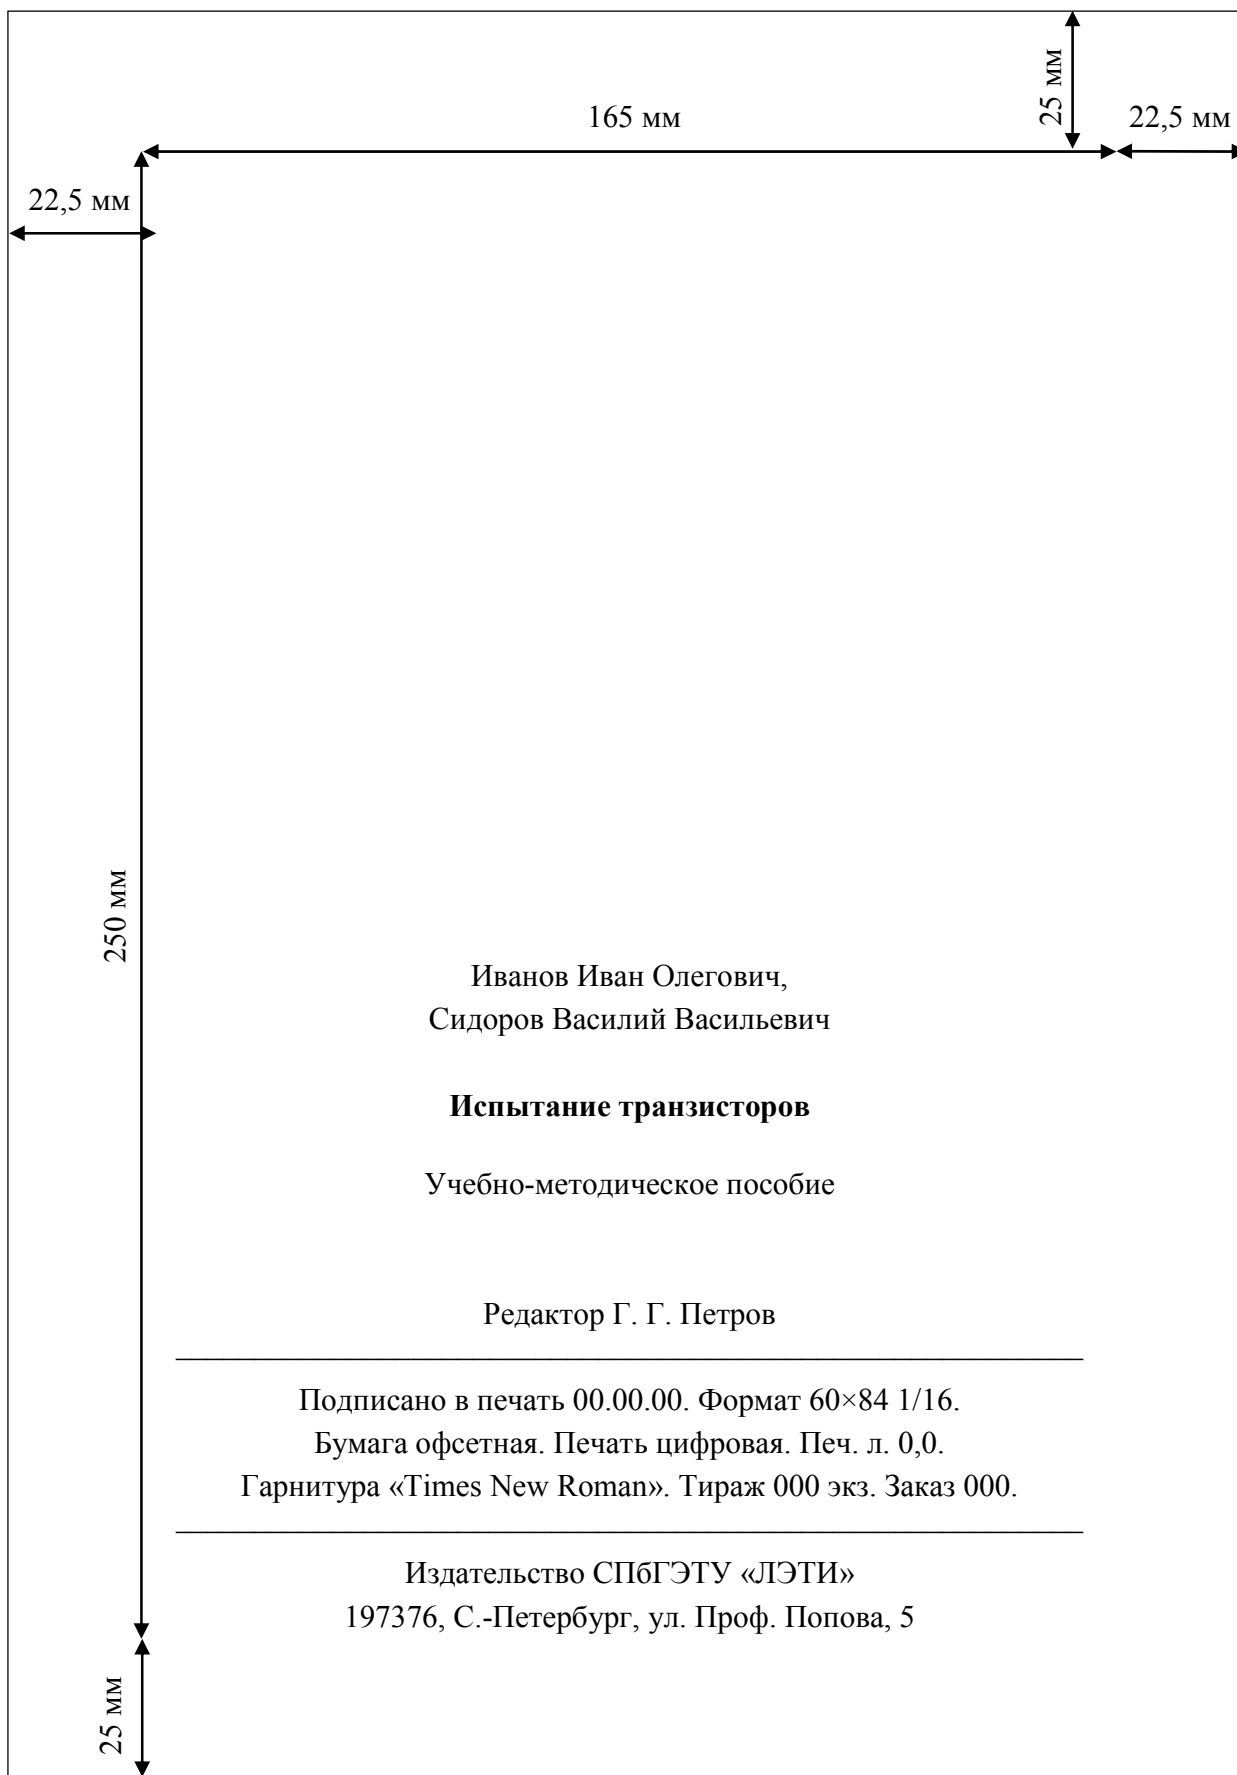 25 мм
165 мм
22,5 мм
22,5 мм
250 мм
Иванов Иван Олегович,
Сидоров Василий Васильевич
Испытание транзисторов
Учебно-методическое пособие
Редактор Г. Г. Петров
Подписано в печать 00.00.00. Формат 60×84 1/16.
Бумага офсетная. Печать цифровая. Печ. л. 0,0.
Гарнитура «Times New Roman». Тираж 000 экз. Заказ 000.
Издательство СПбГЭТУ «ЛЭТИ»
197376, С.-Петербург, ул. Проф. Попова, 5
25 мм